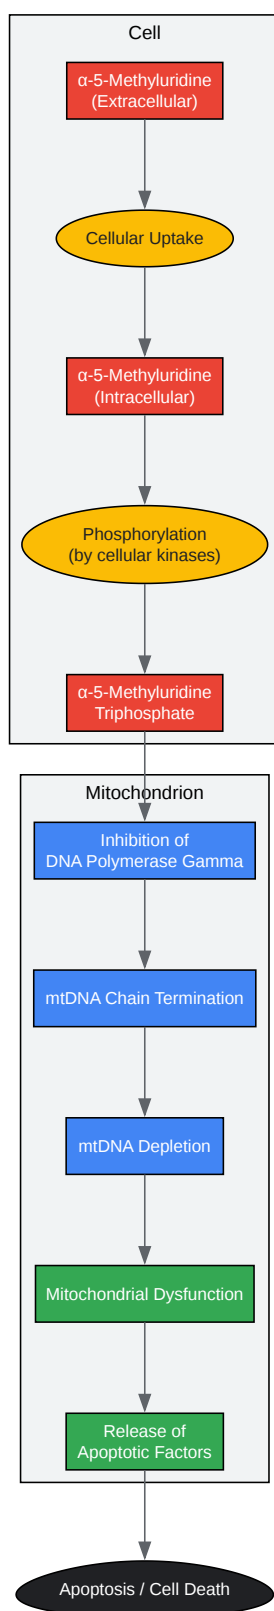 Cell
α-5-Methyluridine
(Extracellular)
Cellular Uptake
α-5-Methyluridine
(Intracellular)
Phosphorylation
(by cellular kinases)
α-5-Methyluridine
Triphosphate
Mitochondrion
Inhibition of
DNA Polymerase Gamma
mtDNA Chain Termination
mtDNA Depletion
Mitochondrial Dysfunction
Release of
Apoptotic Factors
Apoptosis / Cell Death